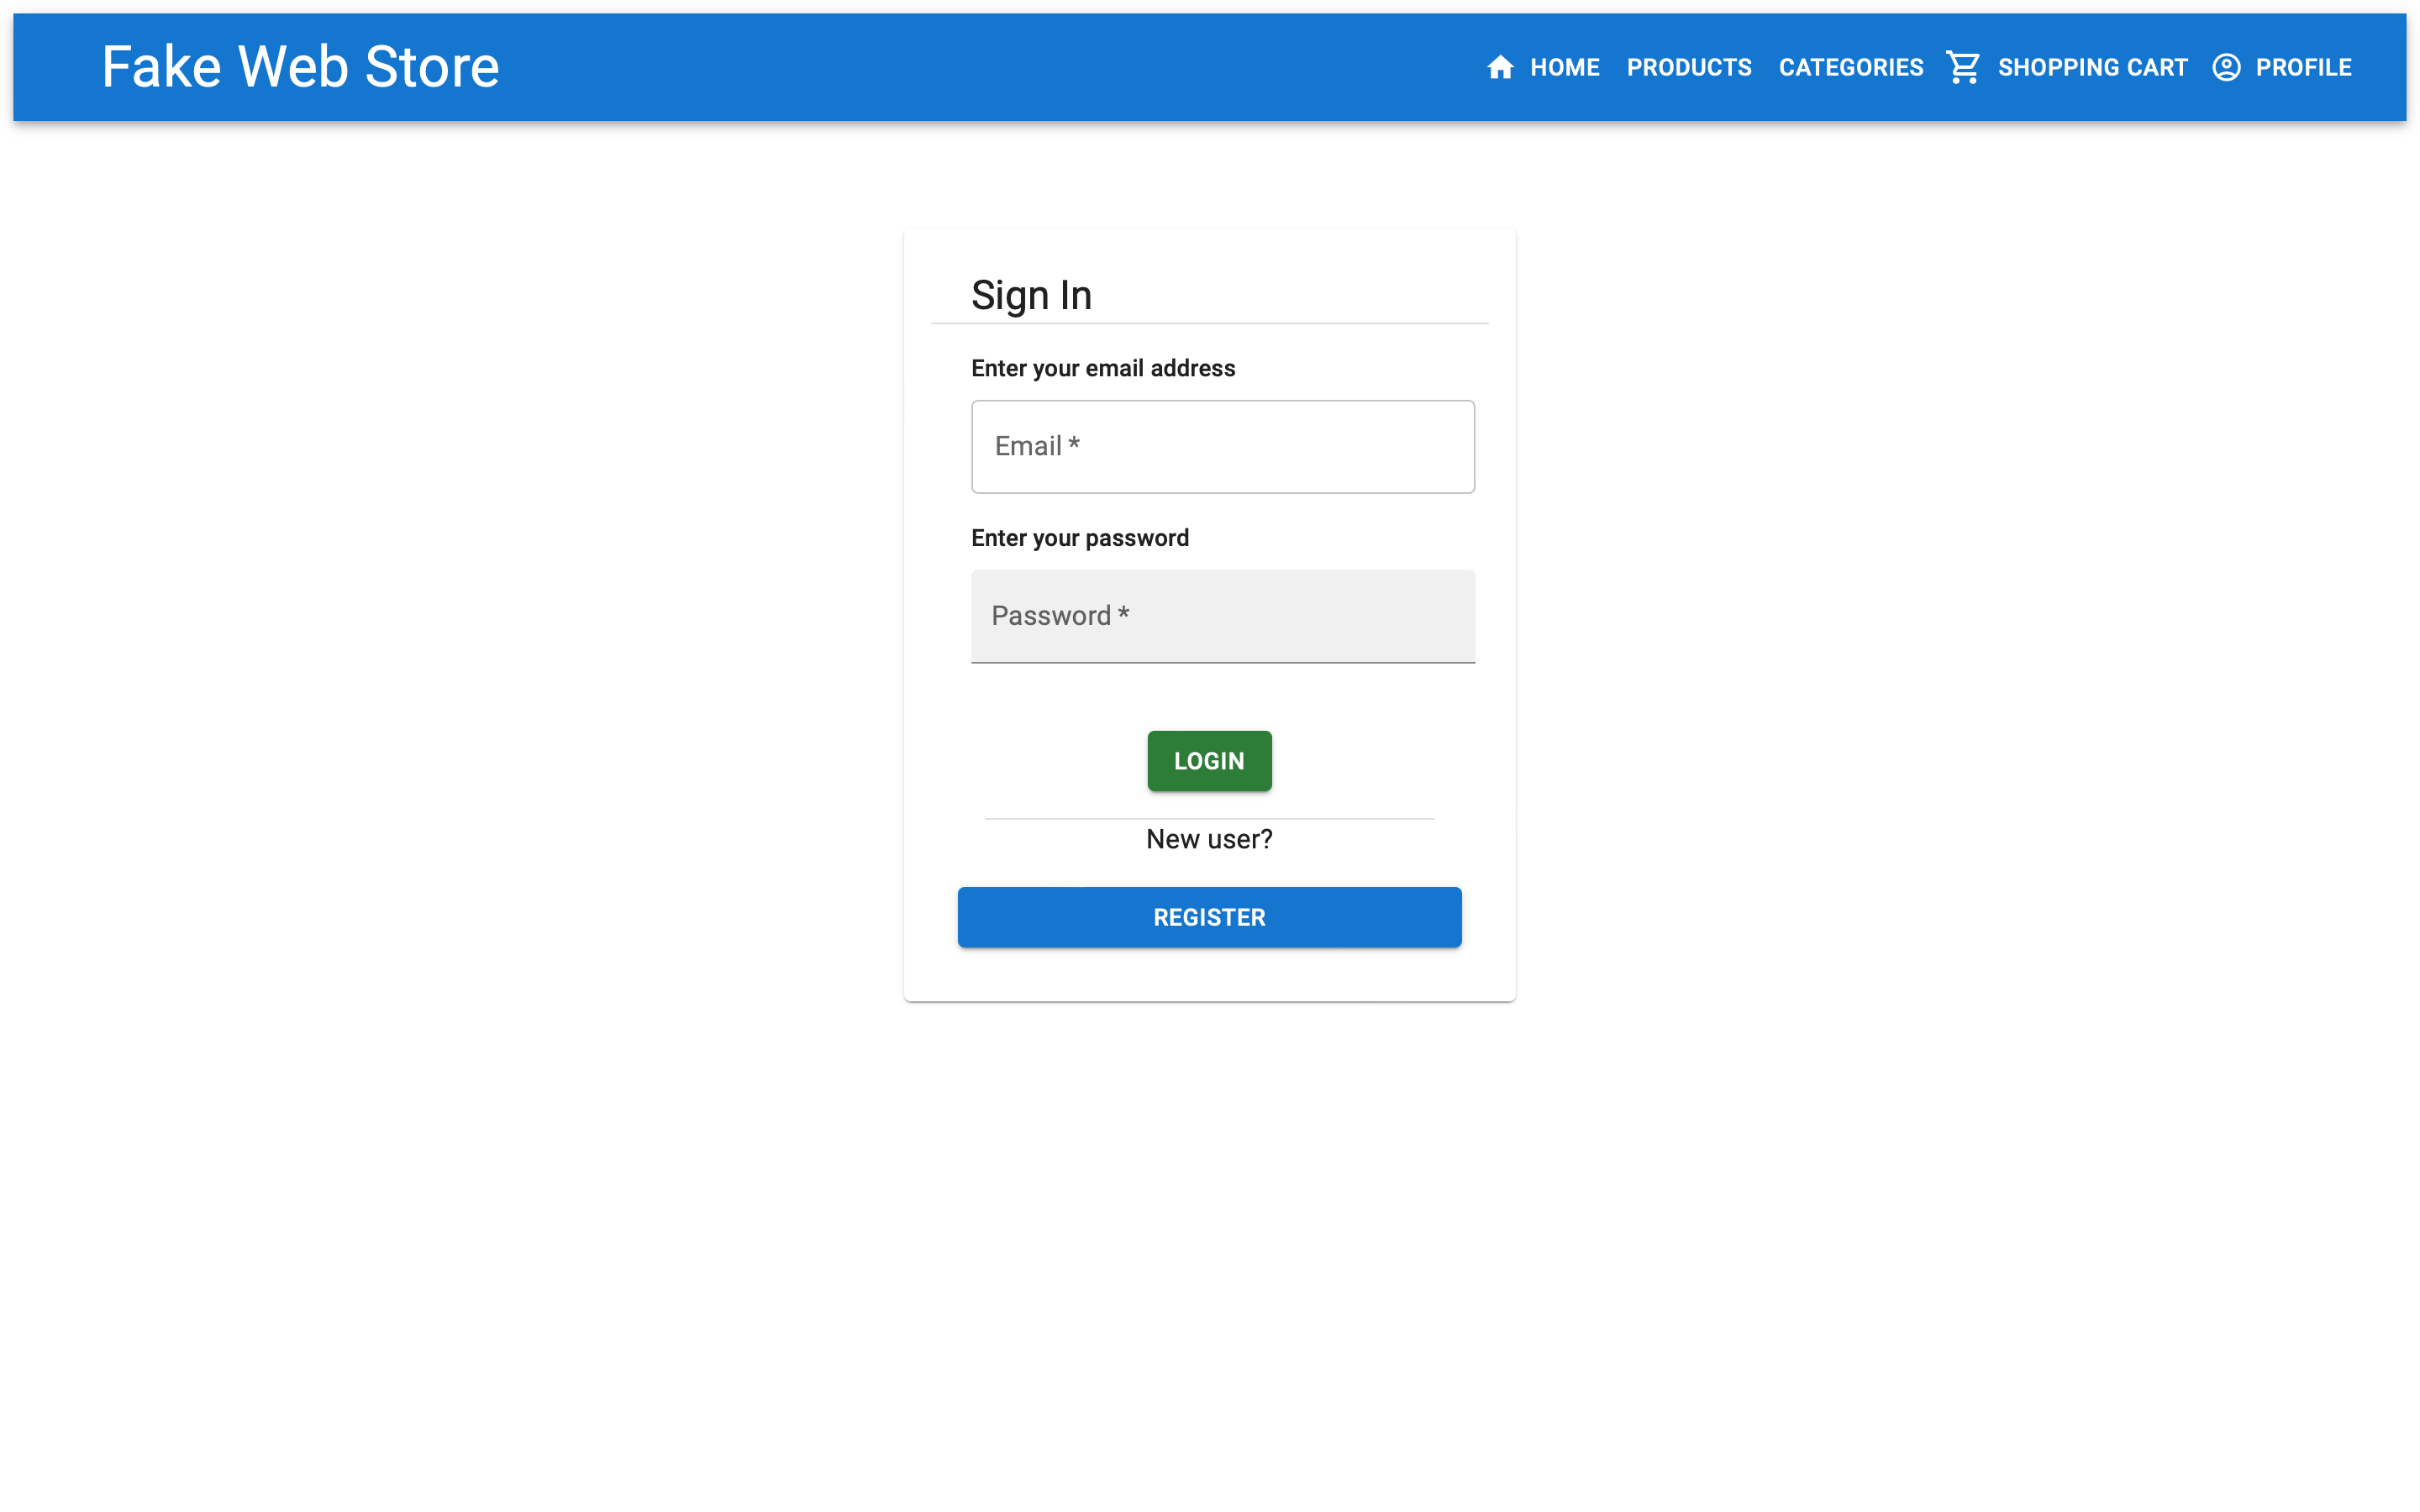 Fake Web Store
HOME PRODUCTS CATEGORIES SHOPPING CART PROFILE
Sign In
Enter your email address
Email *
Enter your password
Password *
LOGIN
New user?
REGISTER